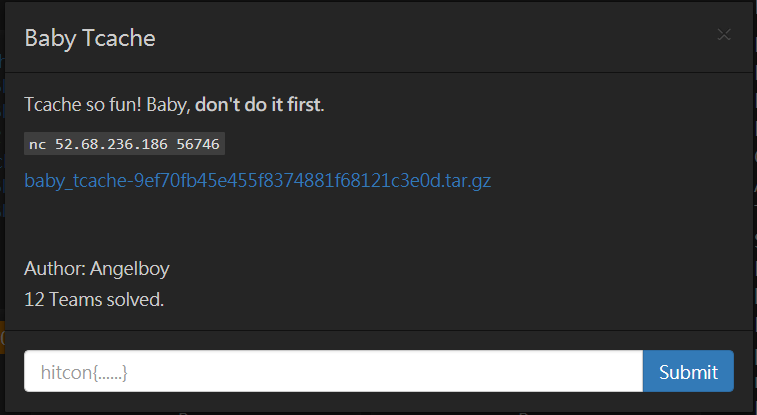 Baby Tcache
×
Tcache so fun! Baby, don't do it first.
nc 52.68.236.186 56746
baby_tcache-9ef70fb45e455f8374881f68121c3e0d.tar.gz
Author: Angelboy
12 Teams solved.
hitcon{......}
Submit